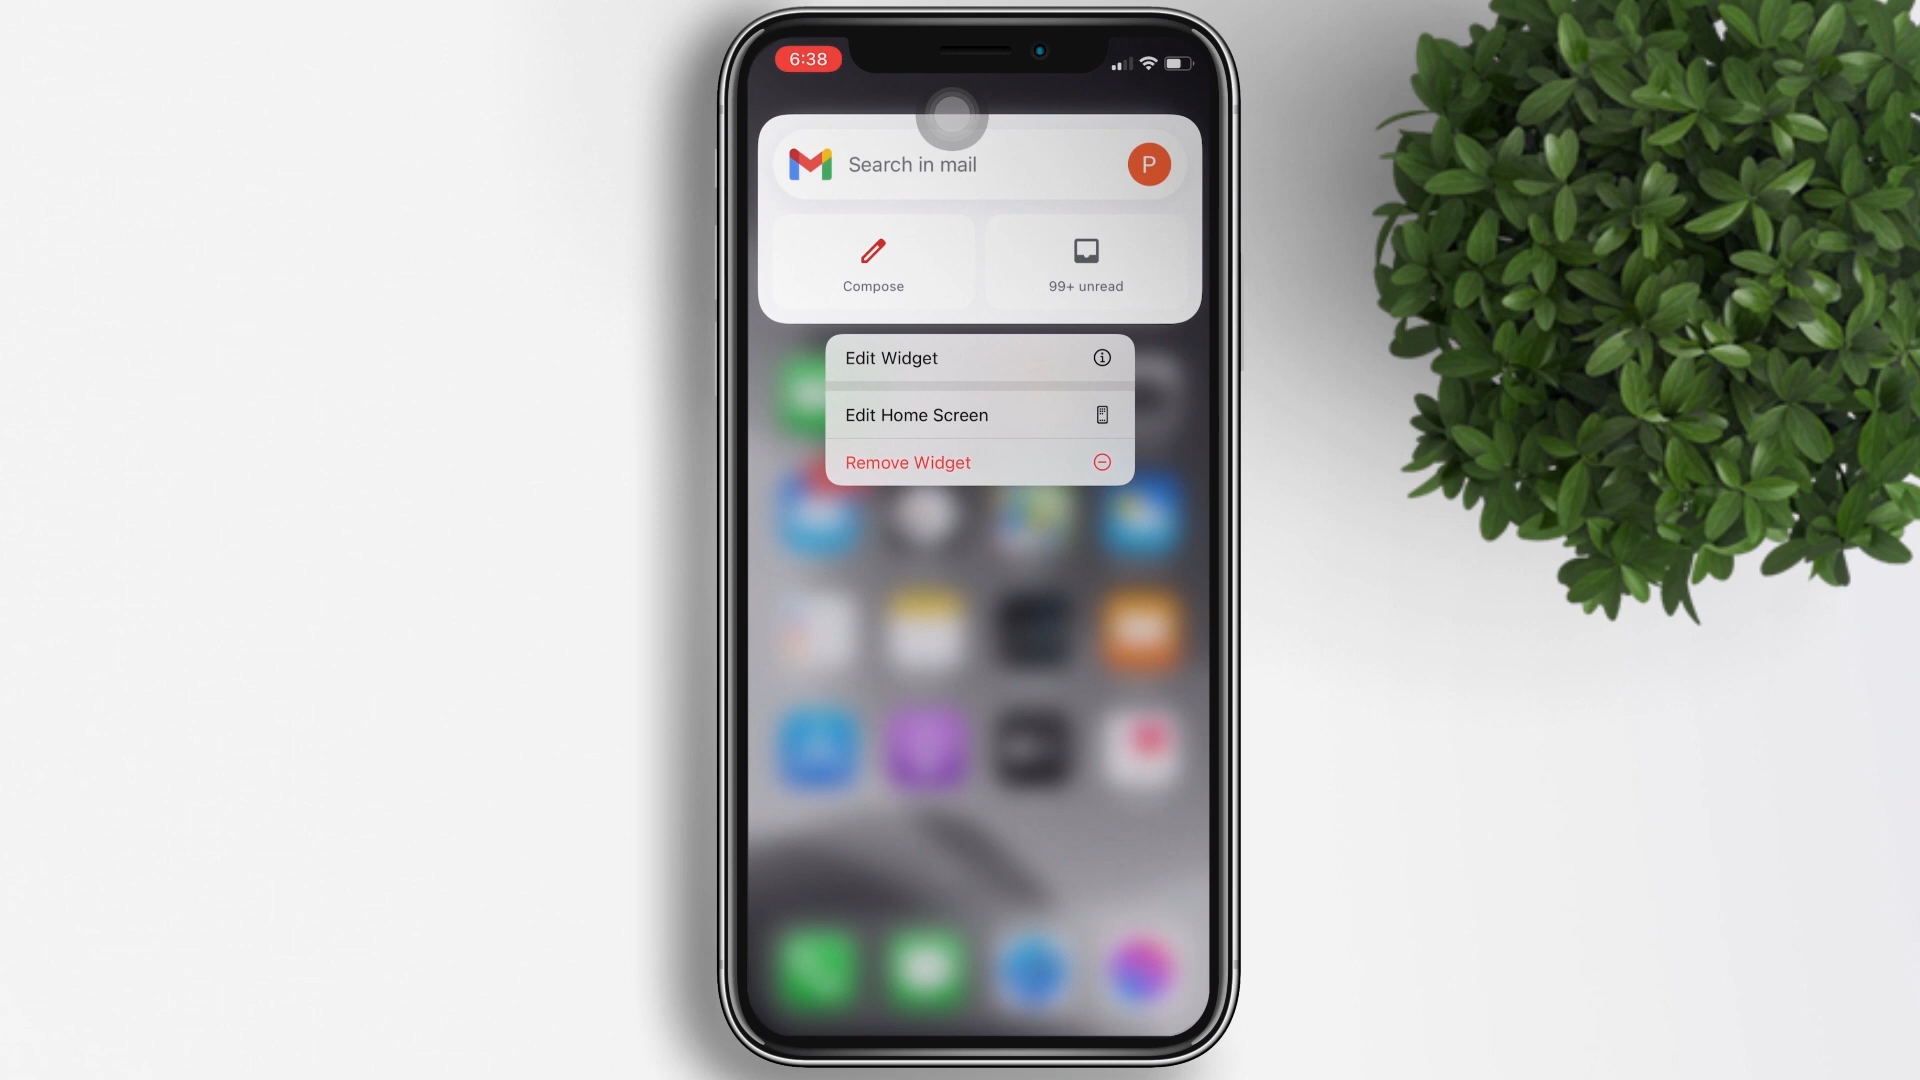 6:38
Search in mail
P
Compose
99+ unread
Edit Widget
Edit Home Screen
Remove Widget